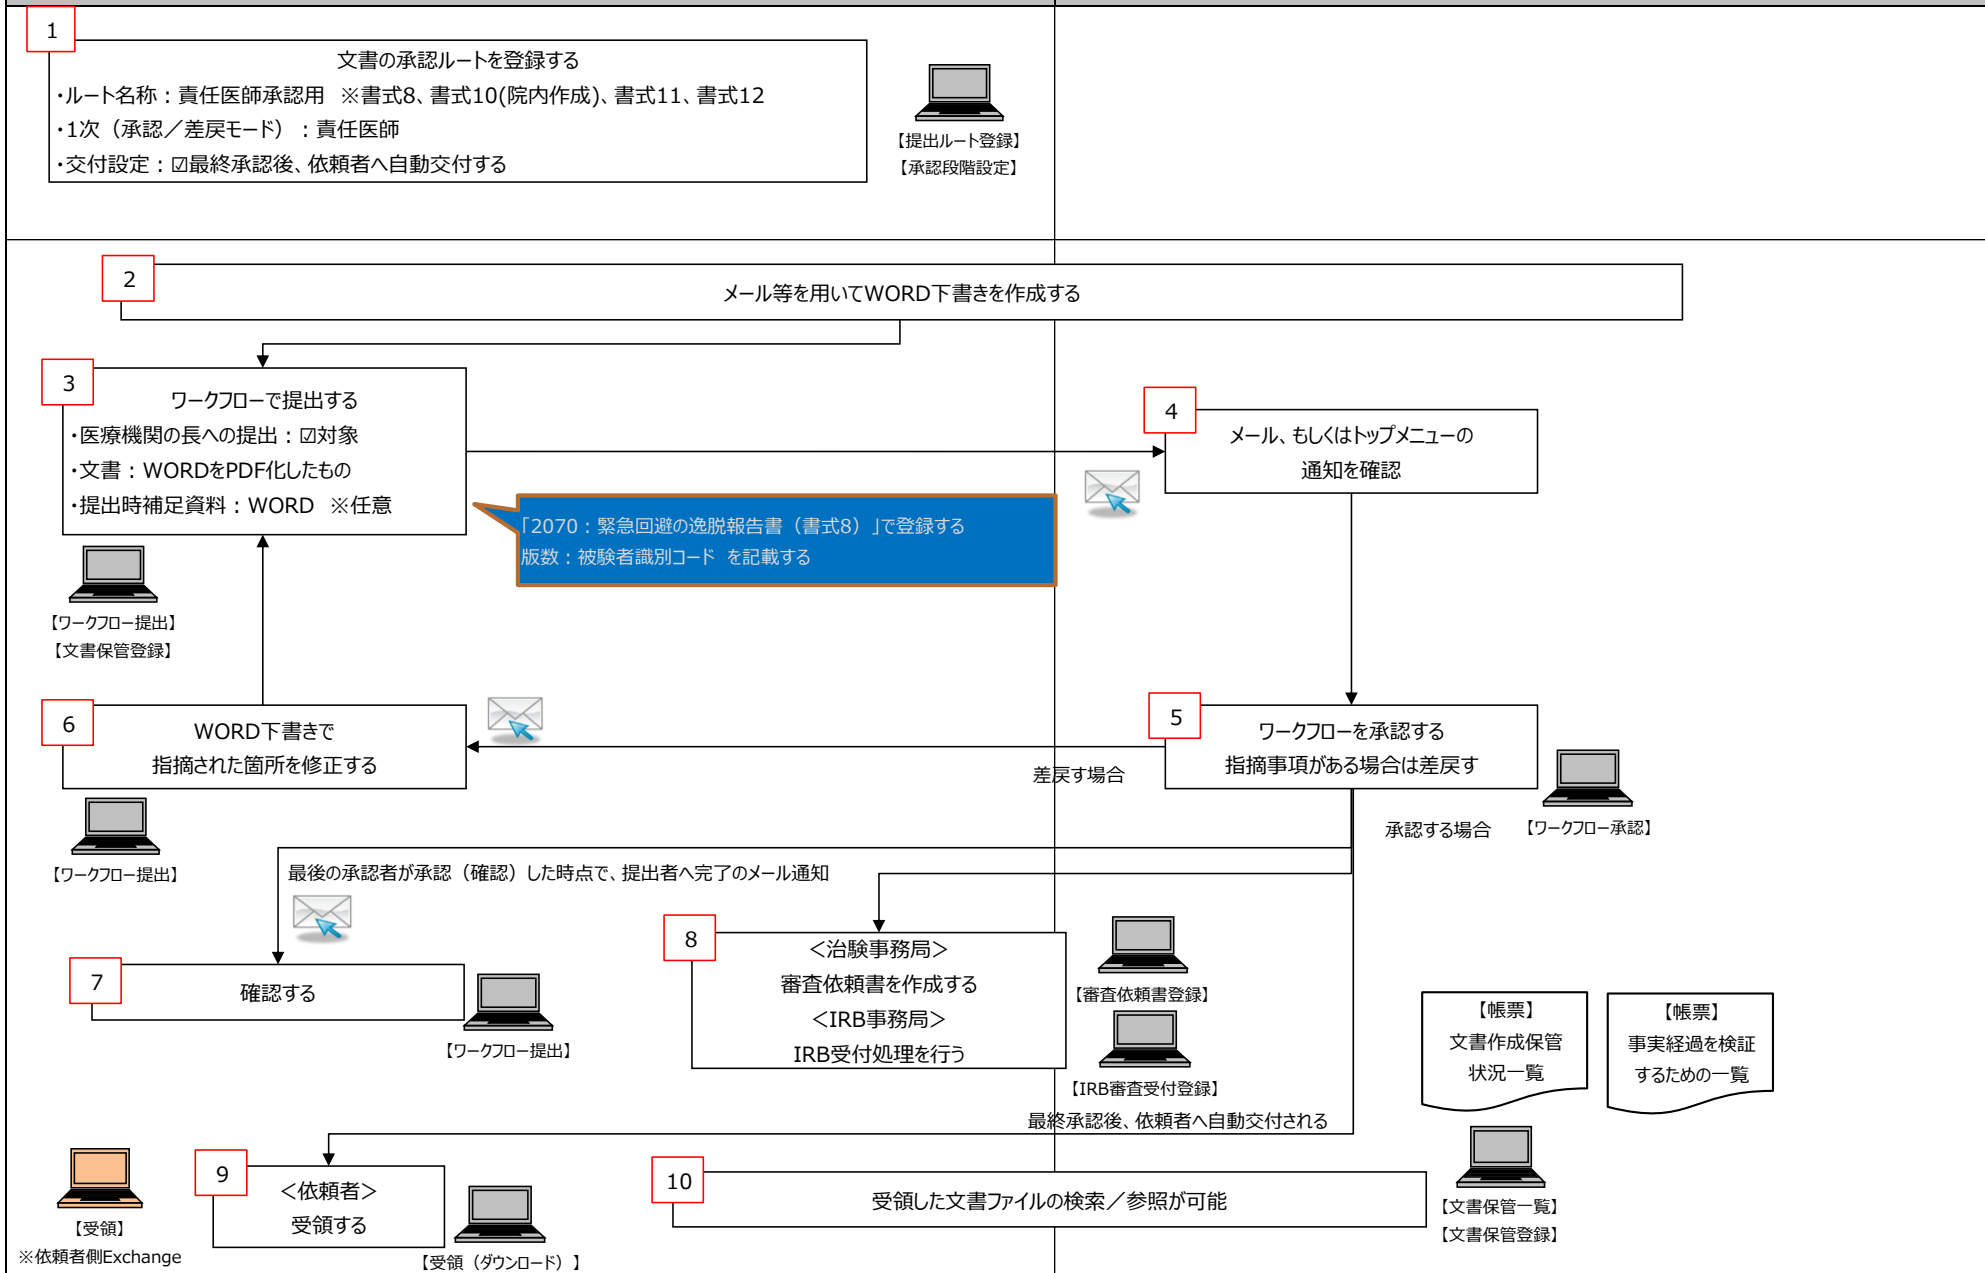 1
文書の承認ルートを登録する
・ルート名称：責任医師承認用　※書式8、書式10(院内作成)、書式11、書式12
・1次（承認／差戻モード）：責任医師
・交付設定：☑最終承認後、依頼者へ自動交付する
【提出ルート登録】
【承認段階設定】
2
メール等を用いてWORD下書きを作成する
3
ワークフローで提出する
・医療機関の長への提出：☑対象
・文書：WORDをPDF化したもの
・提出時補足資料：WORD　※任意
【ワークフロー提出】
【文書保管登録】
「2070：緊急回避の逸脱報告書（書式8）」で登録する
版数：被験者識別コード を記載する
4
メール、もしくはトップメニューの
通知を確認
5
ワークフローを承認する
指摘事項がある場合は差戻す
【ワークフロー承認】
差戻す場合
承認する場合
6
WORD下書きで
指摘された箇所を修正する
【ワークフロー提出】
最後の承認者が承認（確認）した時点で、提出者へ完了のメール通知
7
確認する
【ワークフロー提出】
8
＜治験事務局＞
審査依頼書を作成する
＜IRB事務局＞
IRB受付処理を行う
【審査依頼書登録】
【IRB審査受付登録】
最終承認後、依頼者へ自動交付される
【帳票】
文書作成保管
状況一覧
【帳票】
事実経過を検証
するための一覧
【受領】
※依頼者側Exchange
9
＜依頼者＞
受領する
【受領（ダウンロード）】
10
受領した文書ファイルの検索／参照が可能
【文書保管一覧】
【文書保管登録】